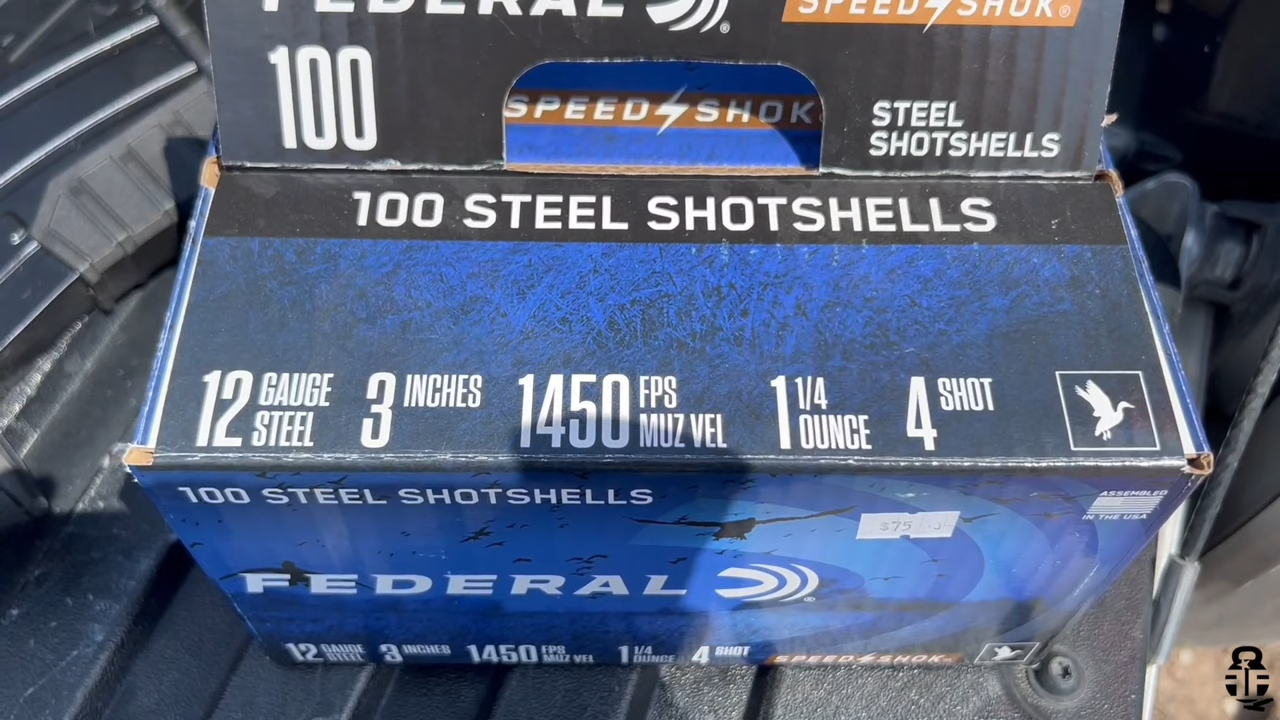 FEDERAL®
SPEED SHOK®
100
SPEED SHOK
STEEL
SHOTSHELLS
100 STEEL SHOTSHELLS
12 GAUGE STEEL 3 INCHES 1450 FPS MUZ VEL 1 1/4 OUNCE 4 SHOT
100 STEEL SHOTSHELLS
ASSEMBLED
IN THE USA
FEDERAL®
12 GAUGE STEEL 3 INCHES 1450 FPS MUZ VEL 1 1/4 OUNCE 4 SHOT SPEED SHOK